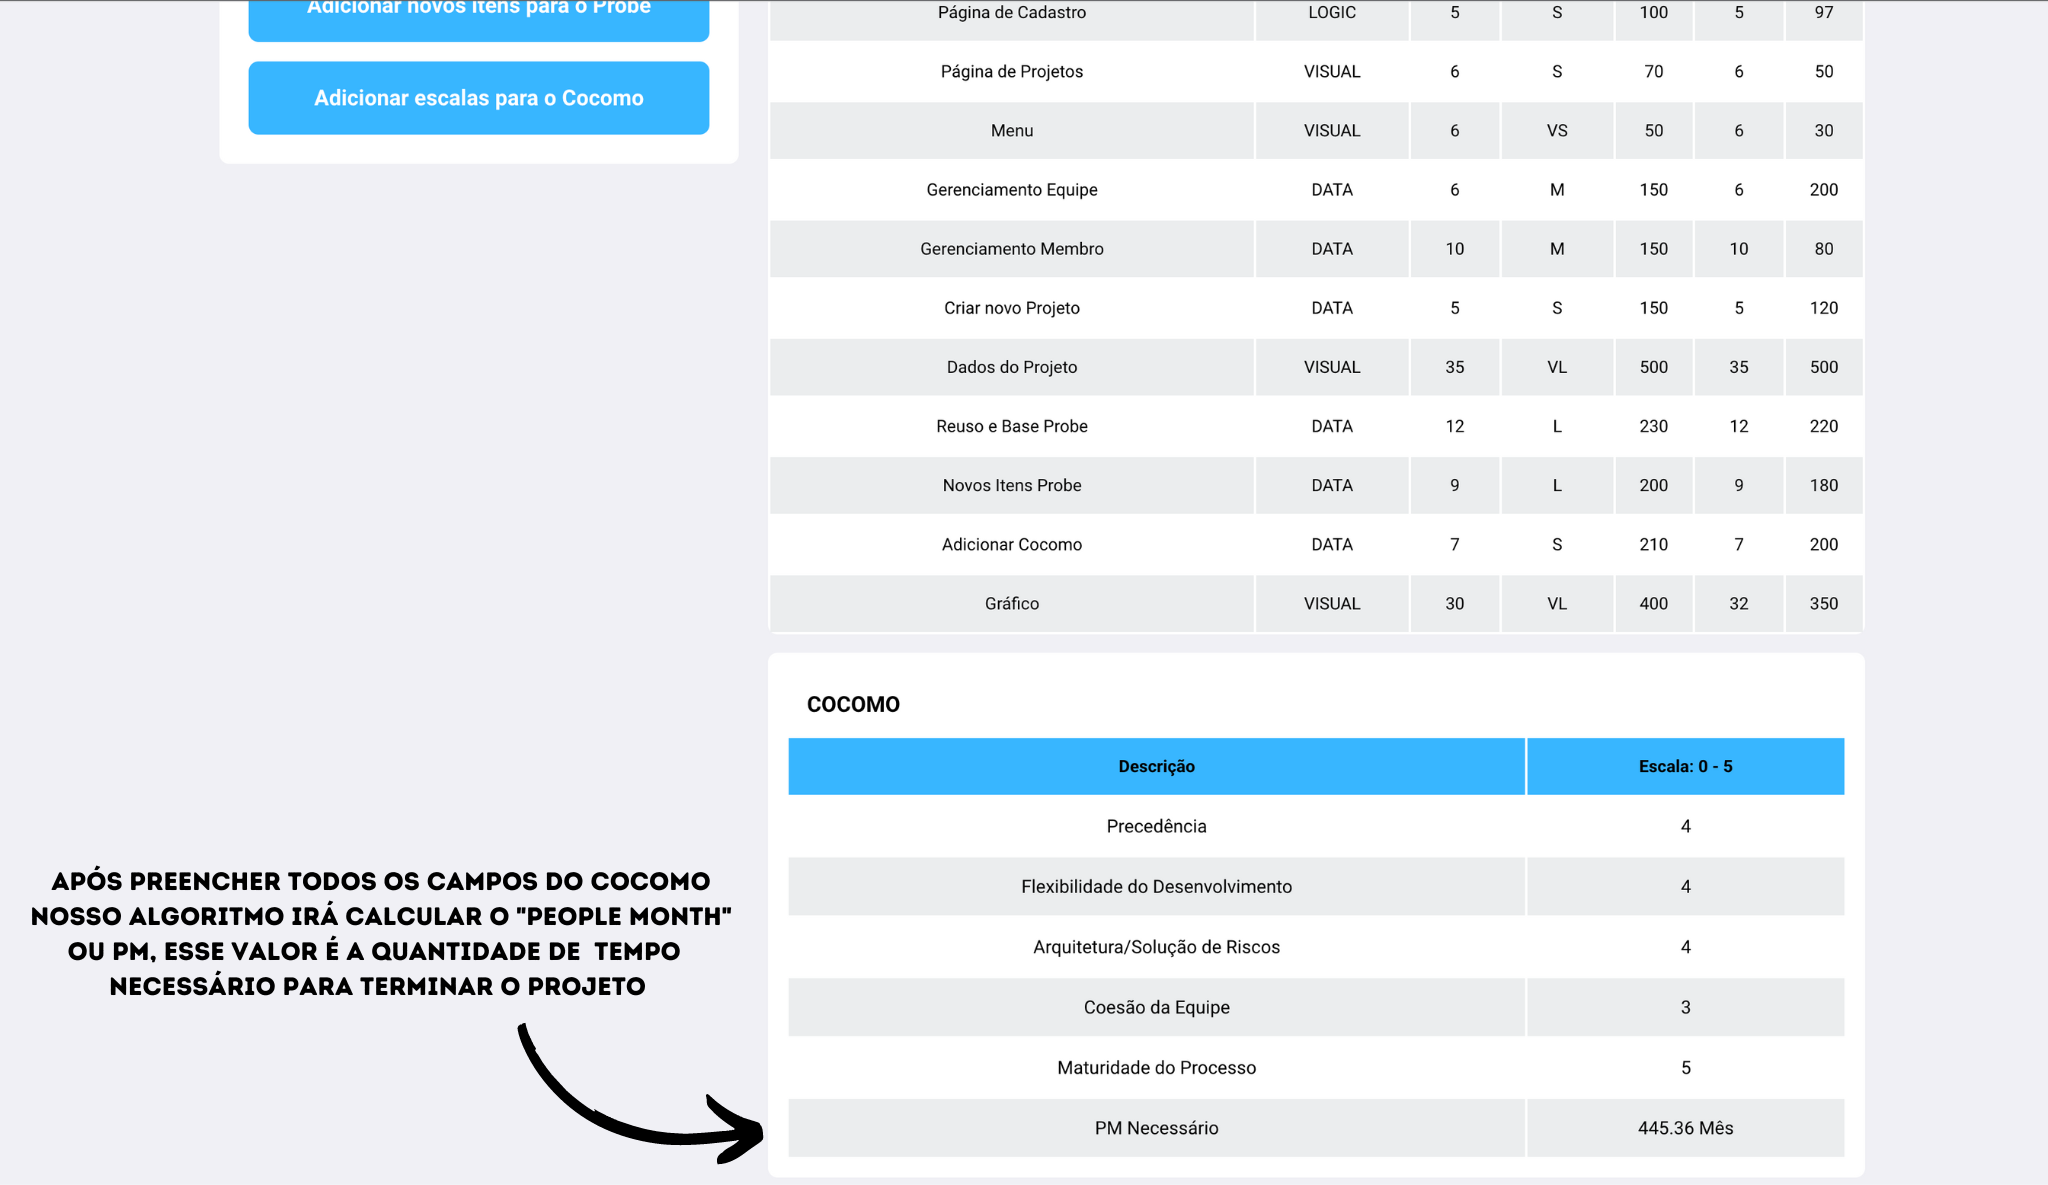 Adicionar novos itens para o Probe
Adicionar escalas para o Cocomo
Página de Cadastro LOGIC 5 S 100 5 97
Página de Projetos VISUAL 6 S 70 6 50
Menu VISUAL 6 VS 50 6 30
Gerenciamento Equipe DATA 6 M 150 6 200
Gerenciamento Membro DATA 10 M 150 10 80
Criar novo Projeto DATA 5 S 150 5 120
Dados do Projeto VISUAL 35 VL 500 35 500
Reuso e Base Probe DATA 12 L 230 12 220
Novos Itens Probe DATA 9 L 200 9 180
Adicionar Cocomo DATA 7 S 210 7 200
Gráfico VISUAL 30 VL 400 32 350
COCOMO
Descrição Escala: 0 - 5
Precedência 4
Flexibilidade do Desenvolvimento 4
Arquitetura/Solução de Riscos 4
Coesão da Equipe 3
Maturidade do Processo 5
PM Necessário 445.36 Mês
APÓS PREENCHER TODOS OS CAMPOS DO COCOMO
NOSSO ALGORITMO IRÁ CALCULAR O "PEOPLE MONTH"
OU PM, ESSE VALOR É A QUANTIDADE DE TEMPO
NECESSÁRIO PARA TERMINAR O PROJETO